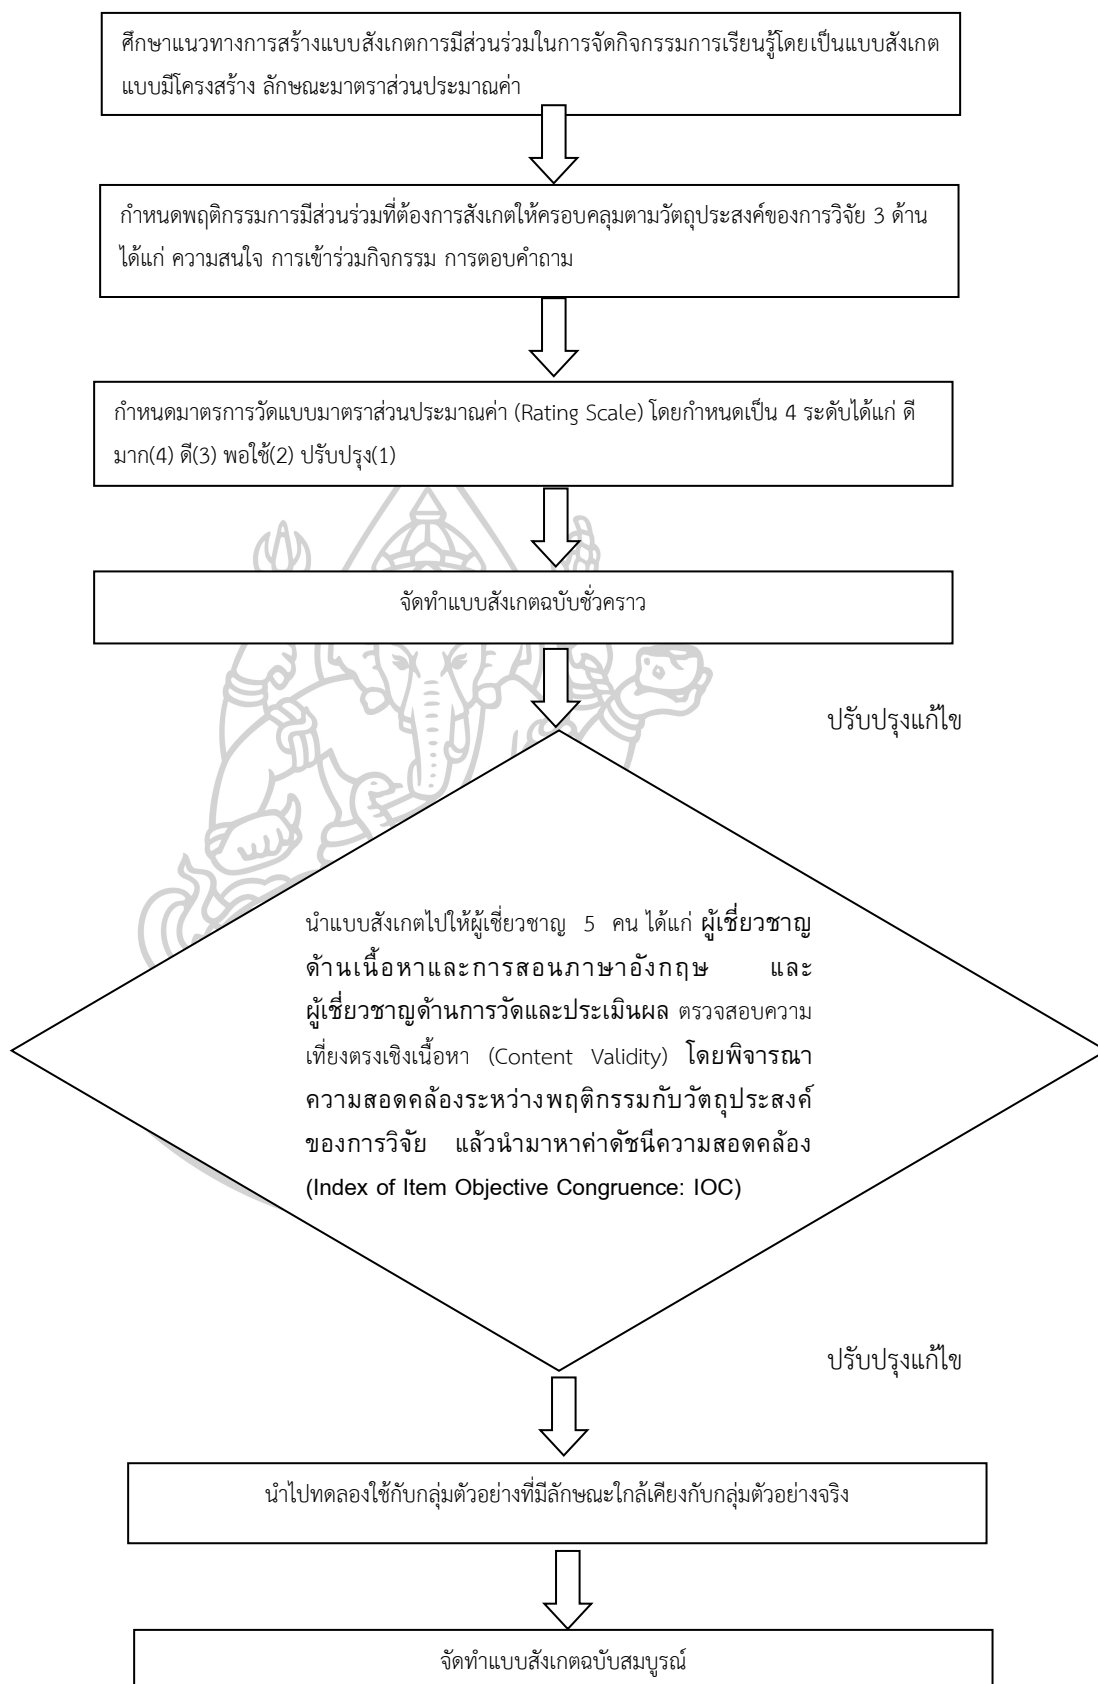 ศึกษาแนวทางการสร้างแบบสังเกตการมีส่วนร่วมในการจัดกิจกรรมการเรียนรู้โดยเป็นแบบสังเกต
แบบมีโครงสร้าง ลักษณะมาตราส่วนประมาณค่า
กำหนดพฤติกรรมการมีส่วนร่วมที่ต้องการสังเกตให้ครอบคลุมตามวัตถุประสงค์ของการวิจัย 3 ด้าน
ได้แก่ ความสนใจ การเข้าร่วมกิจกรรม การตอบคำถาม
กำหนดมาตรการวัดแบบมาตราส่วนประมาณค่า (Rating Scale) โดยกำหนดเป็น 4 ระดับได้แก่ ดี
มาก(4) ดี(3) พอใช้(2) ปรับปรุง(1)
จัดทำแบบสังเกตฉบับชั่วคราว
ปรับปรุงแก้ไข
นำแบบสังเกตไปให้ผู้เชี่ยวชาญ 5 คน ได้แก่ ผู้เชี่ยวชาญ
ด้านเนื้อหาและการสอนภาษาอังกฤษ และ
ผู้เชี่ยวชาญด้านการวัดและประเมินผล ตรวจสอบความ
เที่ยงตรงเชิงเนื้อหา (Content Validity) โดยพิจารณา
ความสอดคล้องระหว่างพฤติกรรมกับวัตถุประสงค์
ของการวิจัย แล้วนำมาหาค่าดัชนีความสอดคล้อง
(Index of Item Objective Congruence: IOC)
ปรับปรุงแก้ไข
นำไปทดลองใช้กับกลุ่มตัวอย่างที่มีลักษณะใกล้เคียงกับกลุ่มตัวอย่างจริง
จัดทำแบบสังเกตฉบับสมบูรณ์